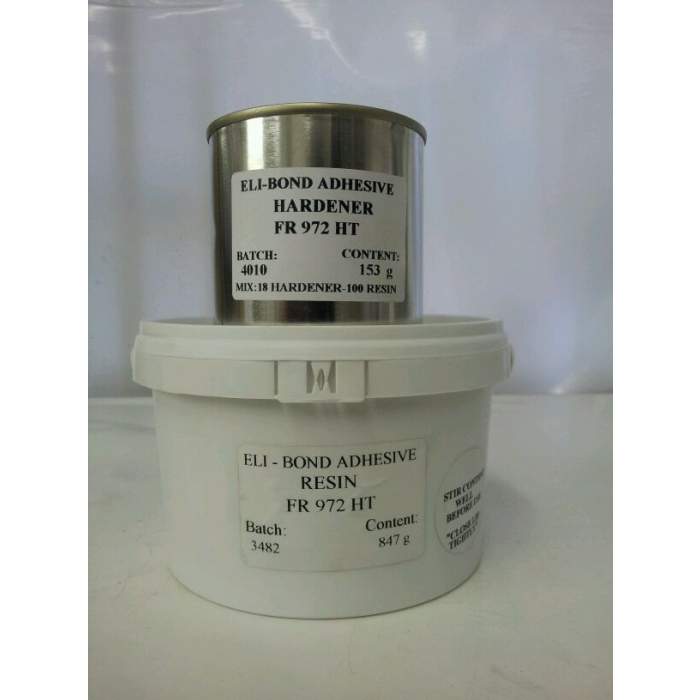 ELI-BOND ADHESIVE
HARDENER
FR 972 HT
BATCH: CONTENT:
4010 153 g
MIX:18 HARDENER-100 RESIN
ELI - BOND ADHESIVE
RESIN
FR 972 HT
Batch: Content:
3482 847 g
STIR
WELL
BEFORE
"CLOSE
TIGHTLY"